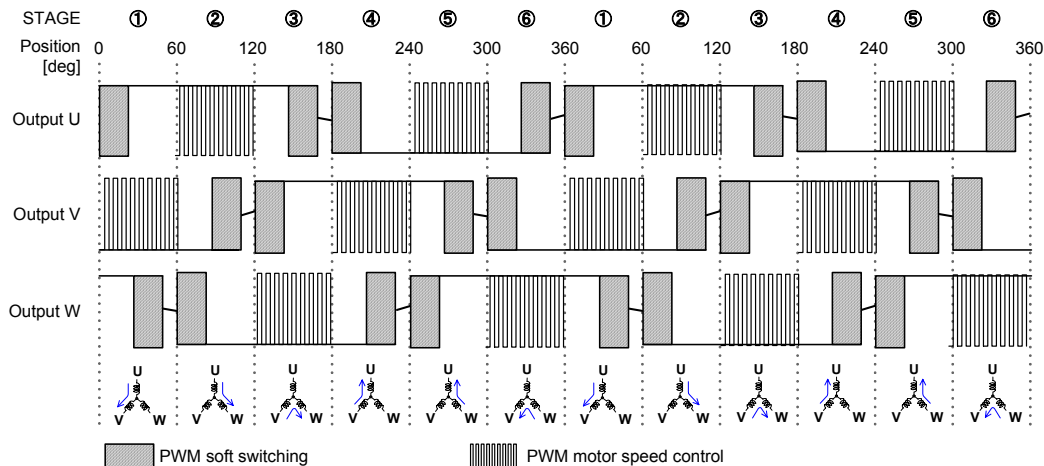 STAGE ① ② ③ ④ ⑤ ⑥ ① ② ③ ④ ⑤ ⑥
Position 0 60 120 180 240 300 360 60 120 180 240 300 360
[deg]
Output U
Output V
Output W
U U U U U U U U U U U U
V W V W V W V W V W V W V W V W V W V W V W V W
PWM soft switching PWM motor speed control